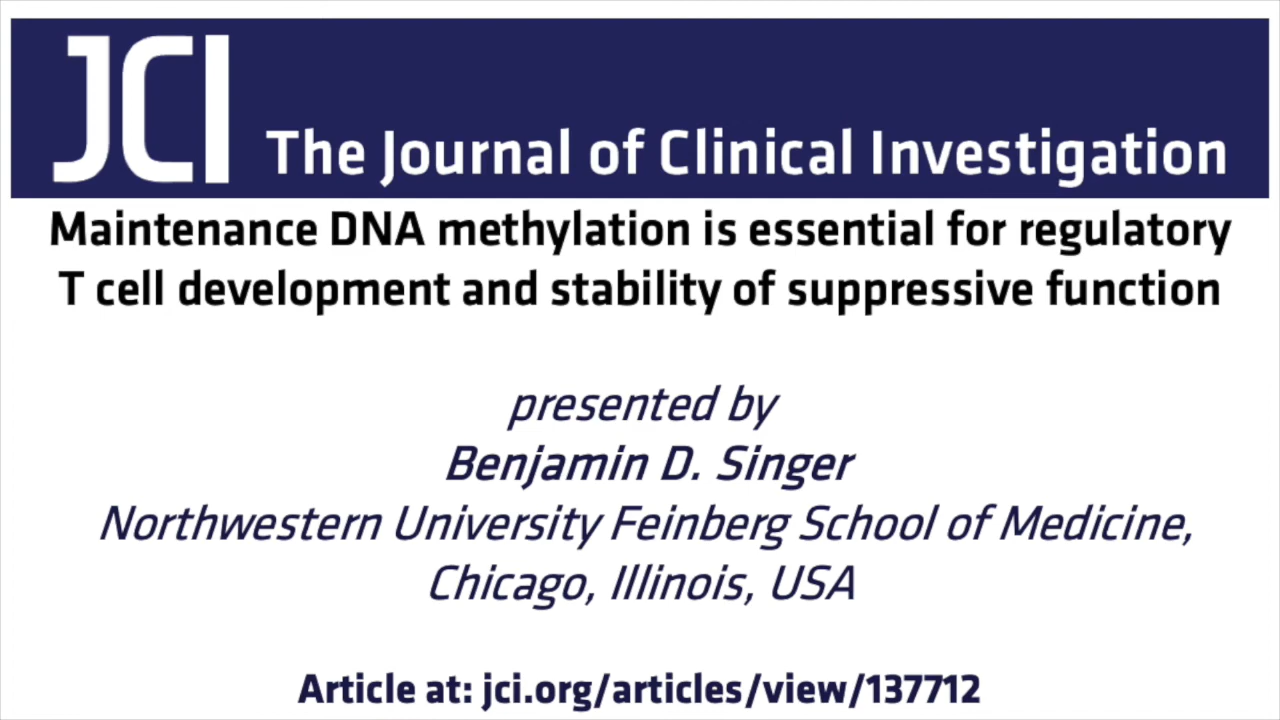 JCI The Journal of Clinical Investigation
Maintenance DNA methylation is essential for regulatory
T cell development and stability of suppressive function
presented by
Benjamin D. Singer
Northwestern University Feinberg School of Medicine,
Chicago, Illinois, USA
Article at: jci.org/articles/view/137712